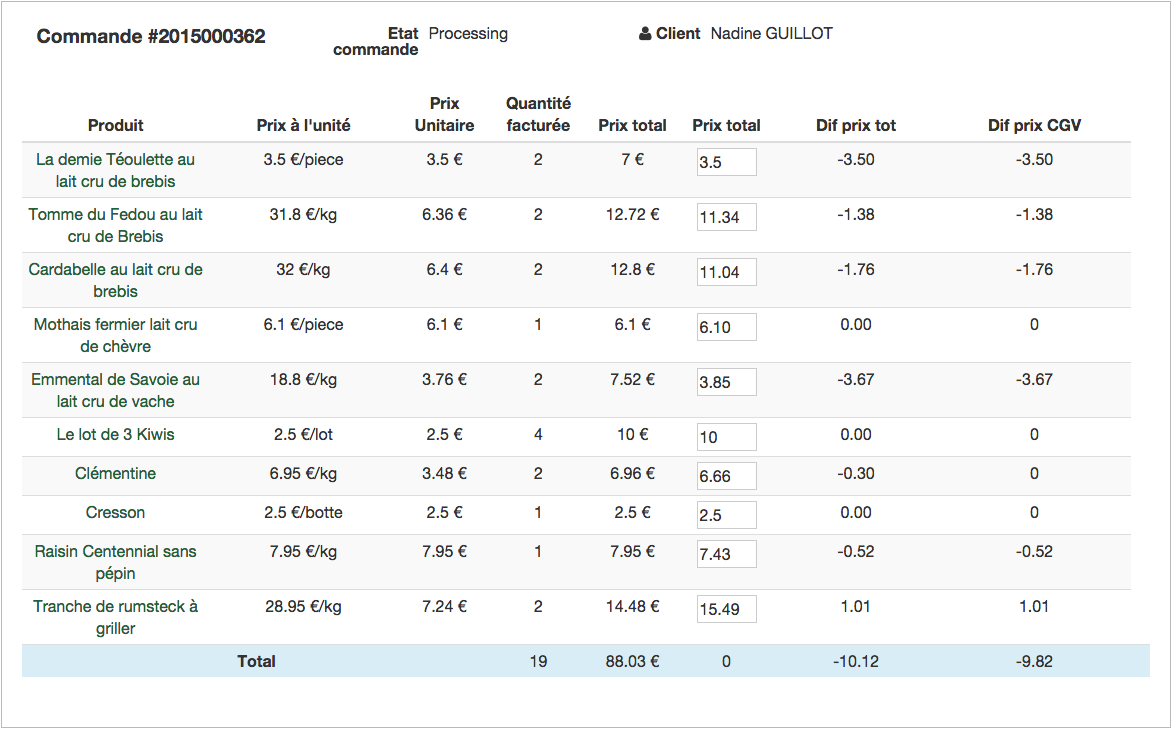 Commande #2015000362 Etat commande Processing Client Nadine GUILLOT
Produit Prix à l'unité Prix Unitaire Quantité facturée Prix total Prix total Dif prix tot Dif prix CGV
La demie Téoulette au lait cru de brebis 3.5 €/piece 3.5 € 2 7 € 3.5 -3.50 -3.50
Tomme du Fedou au lait cru de Brebis 31.8 €/kg 6.36 € 2 12.72 € 11.34 -1.38 -1.38
Cardabelle au lait cru de brebis 32 €/kg 6.4 € 2 12.8 € 11.04 -1.76 -1.76
Mothais fermier lait cru de chèvre 6.1 €/piece 6.1 € 1 6.1 € 6.10 0.00 0
Emmental de Savoie au lait cru de vache 18.8 €/kg 3.76 € 2 7.52 € 3.85 -3.67 -3.67
Le lot de 3 Kiwis 2.5 €/lot 2.5 € 4 10 € 10 0.00 0
Clémentine 6.95 €/kg 3.48 € 2 6.96 € 6.66 -0.30 0
Cresson 2.5 €/botte 2.5 € 1 2.5 € 2.5 0.00 0
Raisin Centennial sans pépin 7.95 €/kg 7.95 € 1 7.95 € 7.43 -0.52 -0.52
Tranche de rumsteck à griller 28.95 €/kg 7.24 € 2 14.48 € 15.49 1.01 1.01
Total 19 88.03 € 0 -10.12 -9.82